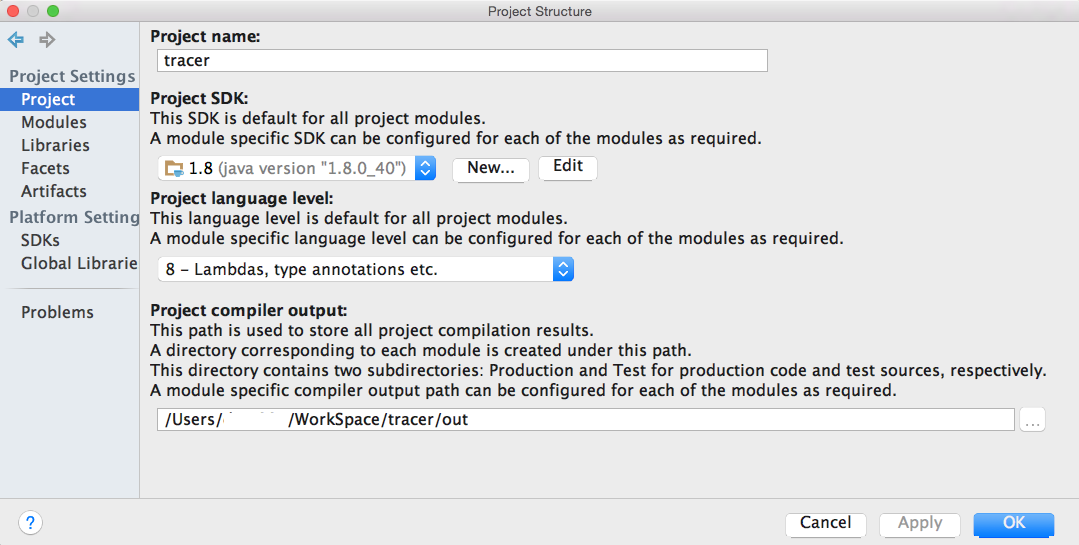 Project Structure
Project Settings
Project
Modules
Libraries
Facets
Artifacts
Platform Setting
SDKs
Global Librarie
Problems
Project name:
tracer
Project SDK:
This SDK is default for all project modules.
A module specific SDK can be configured for each of the modules as required.
1.8 (java version "1.8.0_40") New... Edit
Project language level:
This language level is default for all project modules.
A module specific language level can be configured for each of the modules as required.
8 – Lambdas, type annotations etc.
Project compiler output:
This path is used to store all project compilation results.
A directory corresponding to each module is created under this path.
This directory contains two subdirectories: Production and Test for production code and test sources, respectively.
A module specific compiler output path can be configured for each of the modules as required.
/Users/ /WorkSpace/tracer/out ...
? Cancel Apply OK